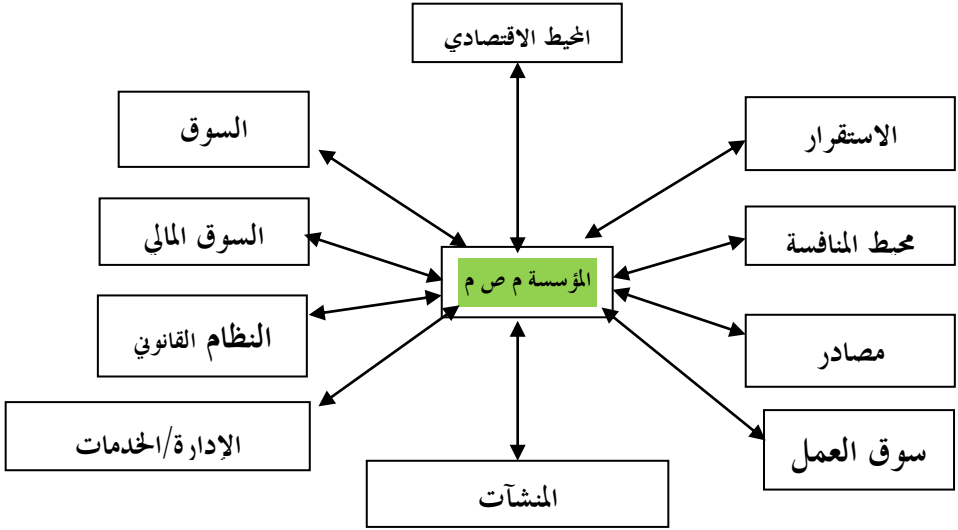 المحيط الاقتصادي
الاستقرار
السوق
محيط المنافسة
السوق المالي
المؤسسة م ص م
مصادر
النظام القانوني
سوق العمل
الإدارة/الخدمات
المنشآت